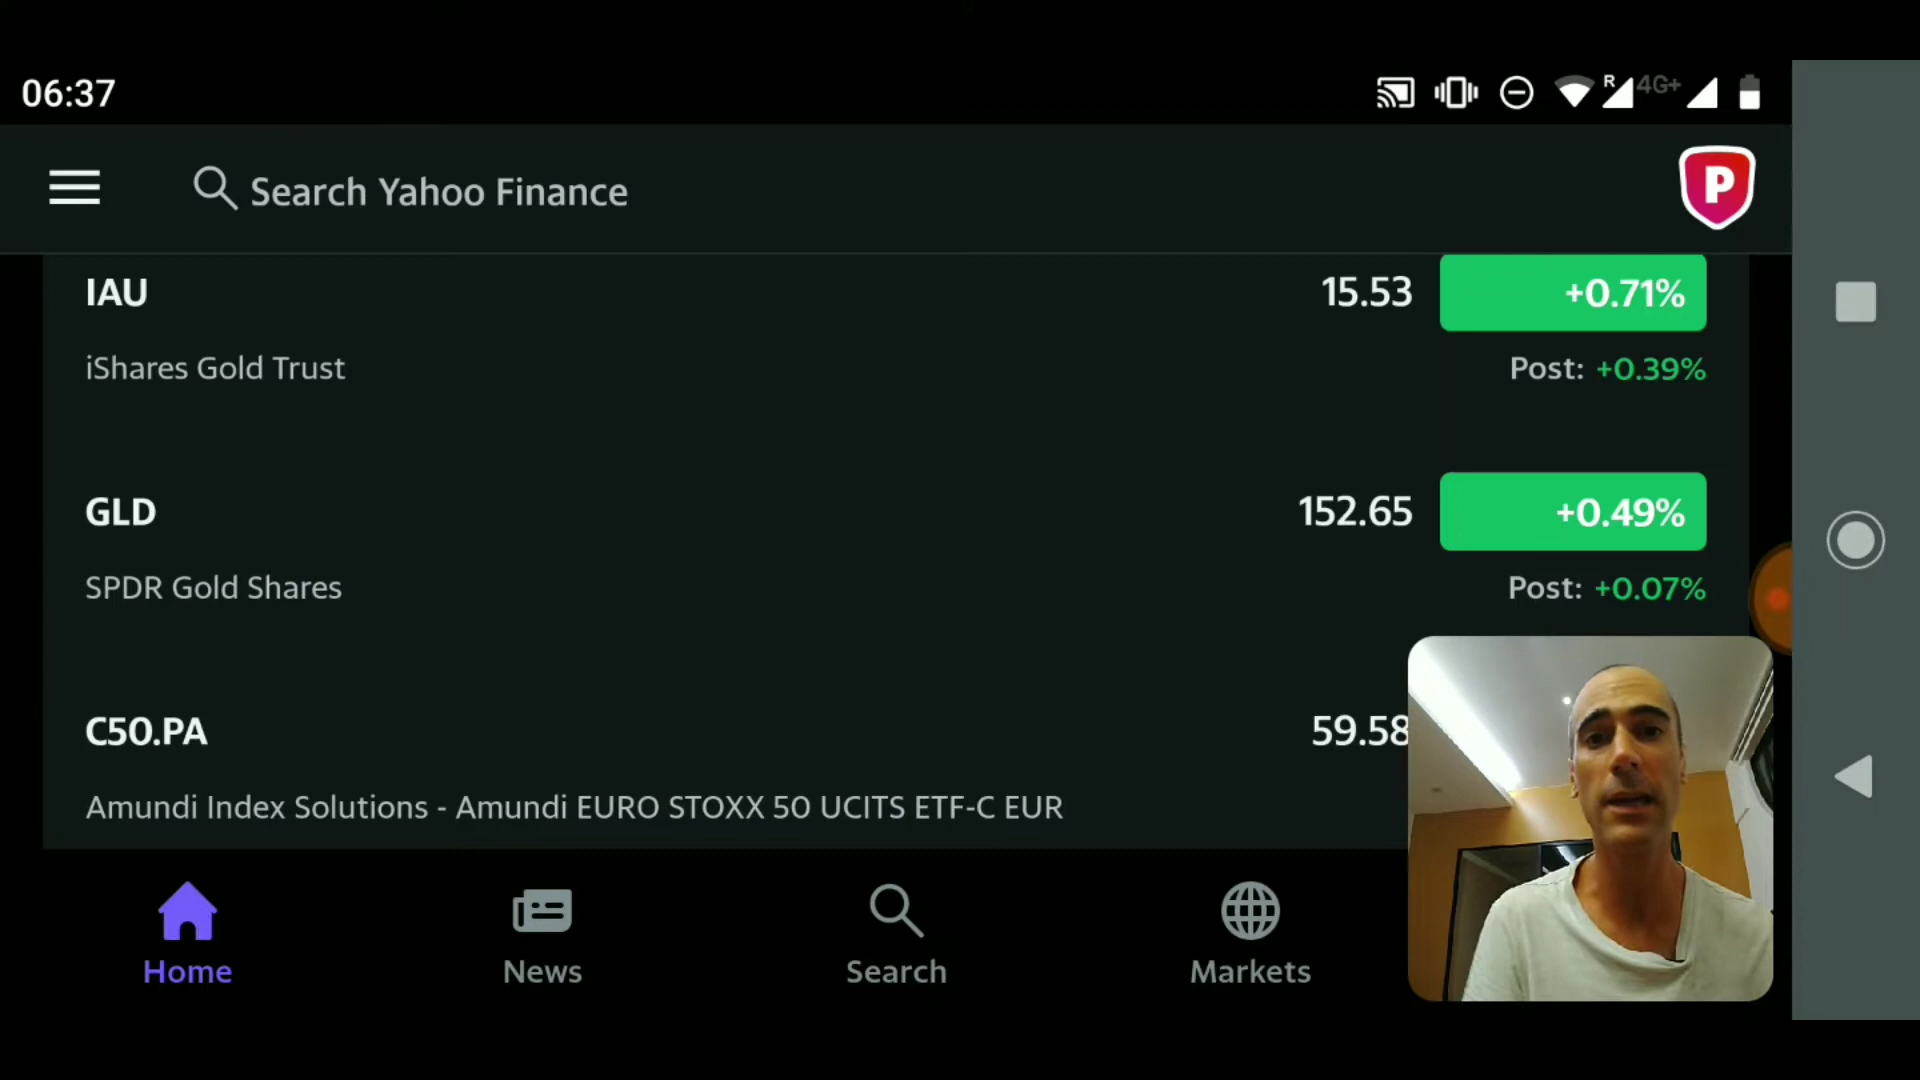 06:37
R 4G+
Search Yahoo Finance
P
IAU 15.53 +0.71%
iShares Gold Trust Post: +0.39%
GLD 152.65 +0.49%
SPDR Gold Shares Post: +0.07%
C50.PA 59.58
Amundi Index Solutions - Amundi EURO STOXX 50 UCITS ETF-C EUR
Home News Search Markets